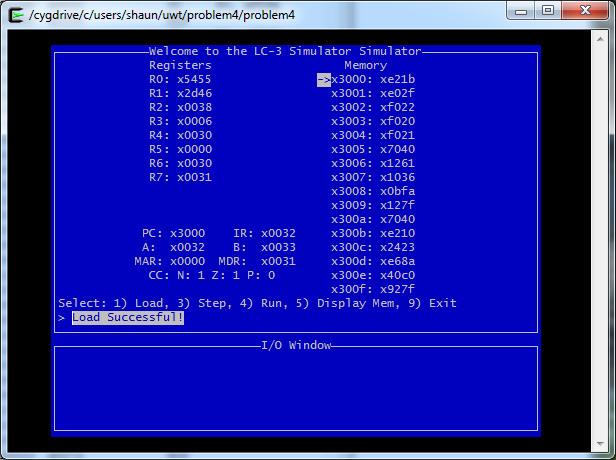 /cygdrive/c/users/shaun/uwt/problem4/problem4
Welcome to the LC-3 Simulator Simulator
Registers Memory
R0: x5455 ->x3000: xe21b
R1: x2d46 x3001: xe02f
R2: x0038 x3002: xf022
R3: x0006 x3003: xf020
R4: x0030 x3004: xf021
R5: x0000 x3005: x7040
R6: x0030 x3006: x1261
R7: x0031 x3007: x1036
x3008: x0bfa
x3009: x127f
x300a: x7040
PC: x3000 IR: x0032 x300b: xe210
A: x0032 B: x0033 x300c: x2423
MAR: x0000 MDR: x0031 x300d: xe68a
CC: N: 1 Z: 1 P: 0 x300e: x40c0
x300f: x927f
Select: 1) Load, 3) Step, 4) Run, 5) Display Mem, 9) Exit
> Load Successful!
I/O Window